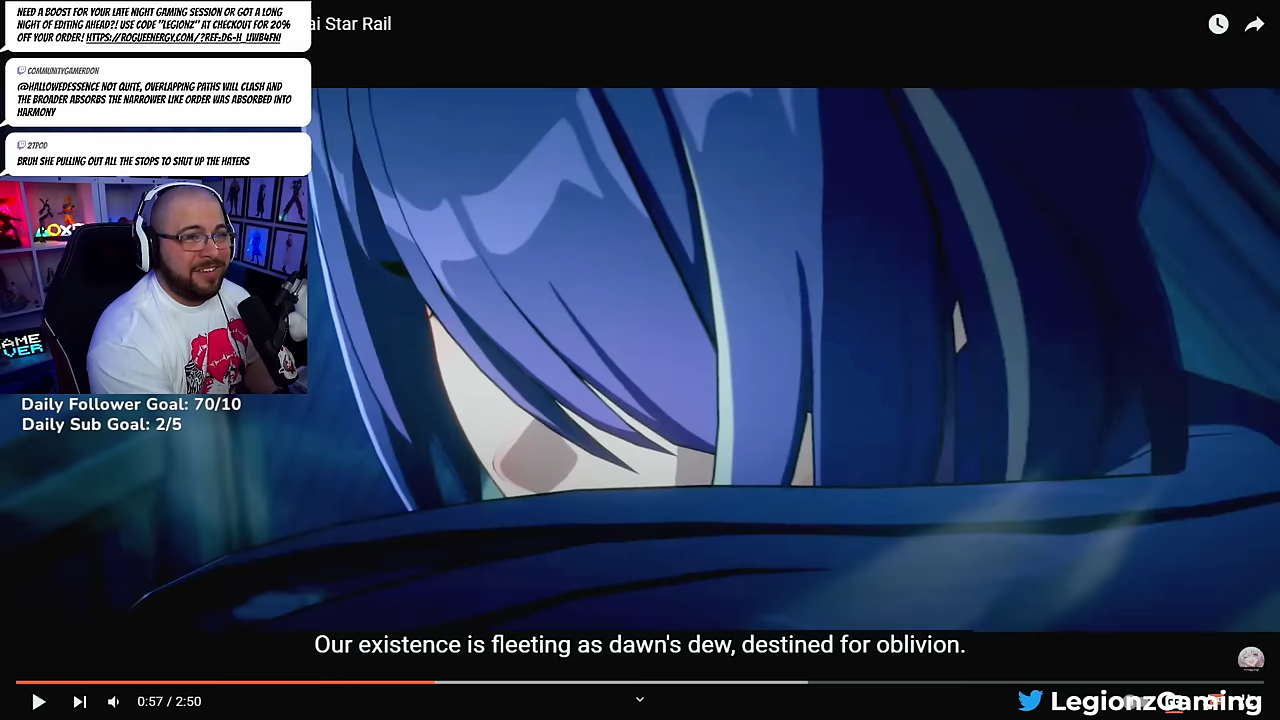 NEED A BOOST FOR YOUR LATE NIGHT GAMING SESSION OR GOT A LONG
NIGHT OF EDITING AHEAD?! USE CODE "LEGIONZ" AT CHECKOUT FOR 20%
OFF YOUR ORDER!
ai Star Rail
COMMUNITYGAMERDON
@HALLOWEDESSENCE NOT QUITE, OVERLAPPING PATHS WILL CLASH AND
THE BROADER ABSORBS THE NARROWER LIKE ORDER WAS ABSORBED INTO
HARMONY
21PCD
BRUH SHE PULLING OUT ALL THE STOPS TO SHUT UP THE HATERS
Daily Follower Goal: 70/10
Daily Sub Goal: 2/5
Our existence is fleeting as dawn's dew, destined for oblivion.
0:57 / 2:50
LegionzGaming